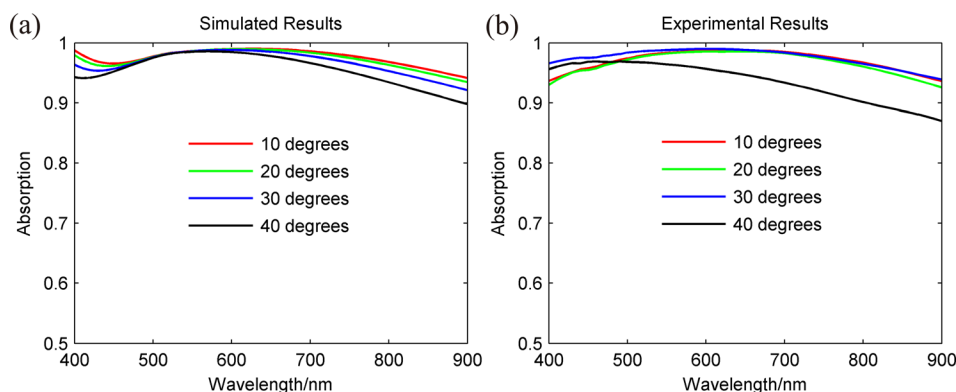 (a)
Simulated Results
1
0.9
0.8
0.7
0.6
0.5
Absorption
10 degrees
20 degrees
30 degrees
40 degrees
400 500 600 700 800 900
Wavelength/nm
(b)
Experimental Results
1
0.9
0.8
0.7
0.6
0.5
Absorption
10 degrees
20 degrees
30 degrees
40 degrees
400 500 600 700 800 900
Wavelength/nm